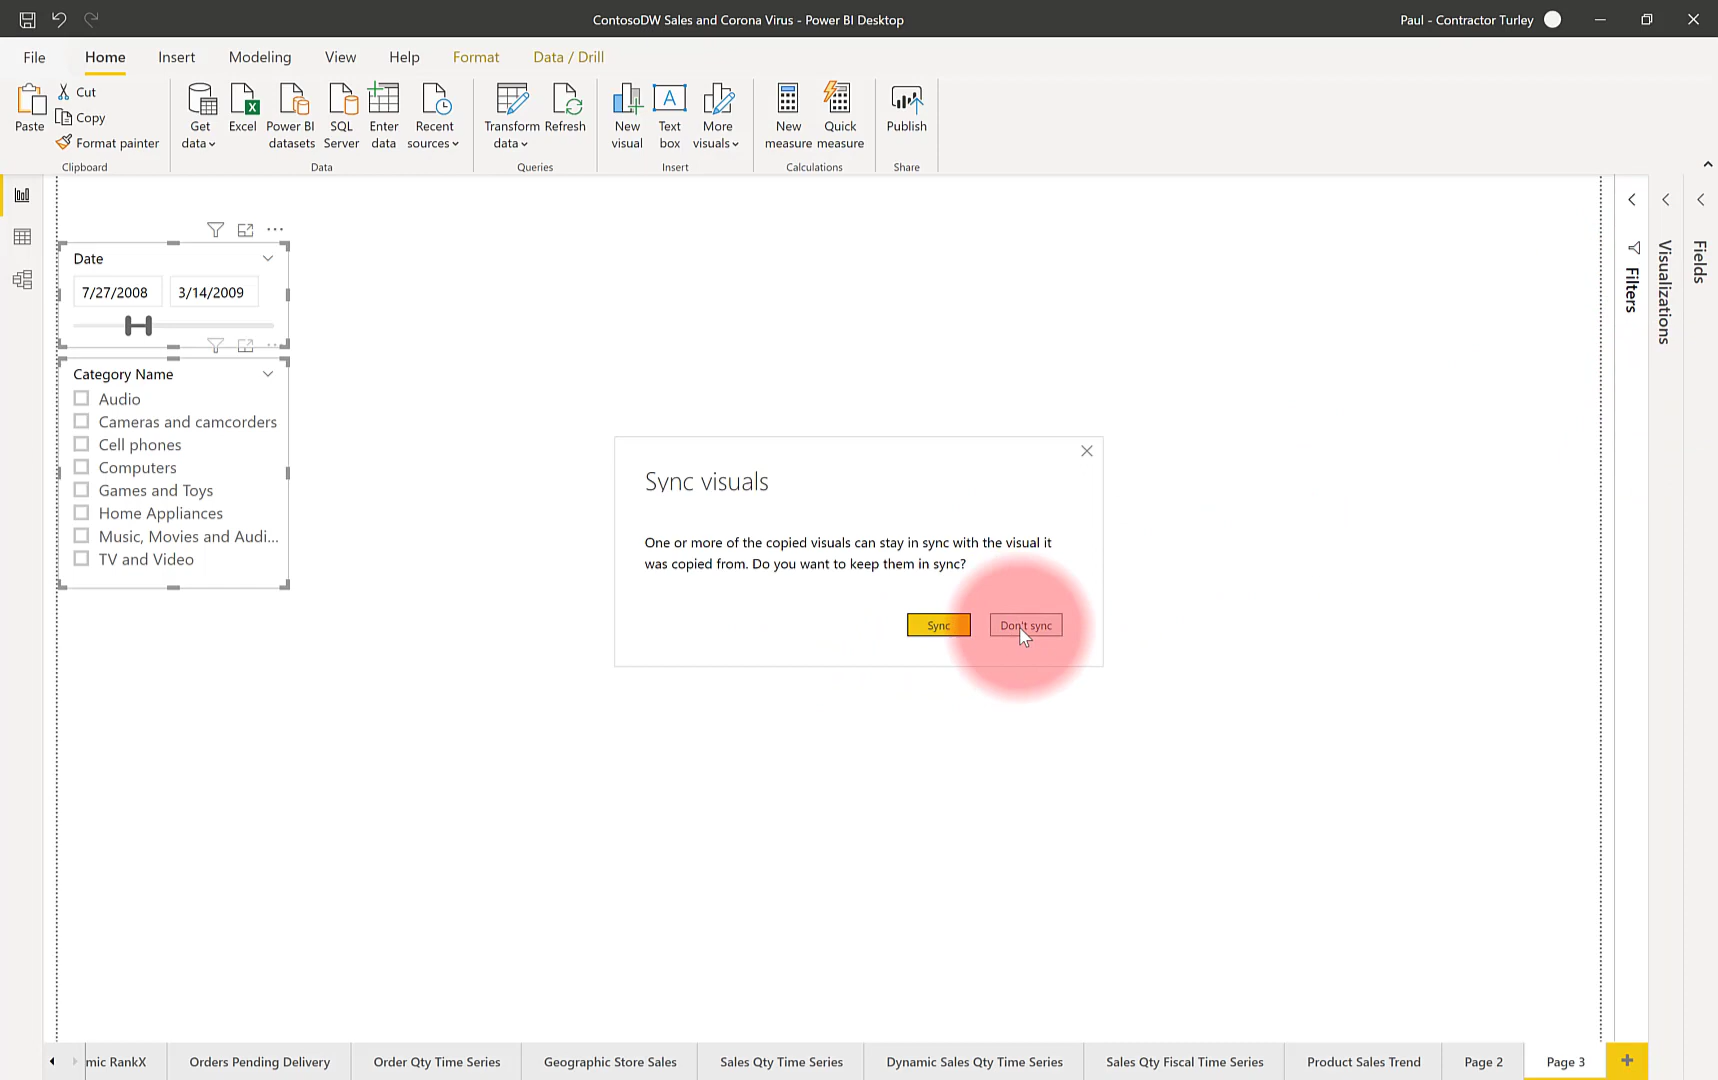 ContosoDW Sales and Corona Virus - Power BI Desktop
Paul - Contractor Turley
File Home Insert Modeling View Help Format Data / Drill
Paste
Cut
Copy
Format painter
Clipboard
Get data
Excel
Power BI datasets
SQL Server
Enter data
Recent sources
Data
Transform data
Refresh
Queries
New visual
Text box
More visuals
Insert
New measure
Quick measure
Calculations
Publish
Share
Date
7/27/2008 3/14/2009
Category Name
Audio
Cameras and camcorders
Cell phones
Computers
Games and Toys
Home Appliances
Music, Movies and Audi...
TV and Video
Sync visuals
One or more of the copied visuals can stay in sync with the visual it
was copied from. Do you want to keep them in sync?
Sync Don't sync
Filters
Visualizations
Fields
mic RankX Orders Pending Delivery Order Qty Time Series Geographic Store Sales Sales Qty Time Series Dynamic Sales Qty Time Series Sales Qty Fiscal Time Series Product Sales Trend Page 2 Page 3